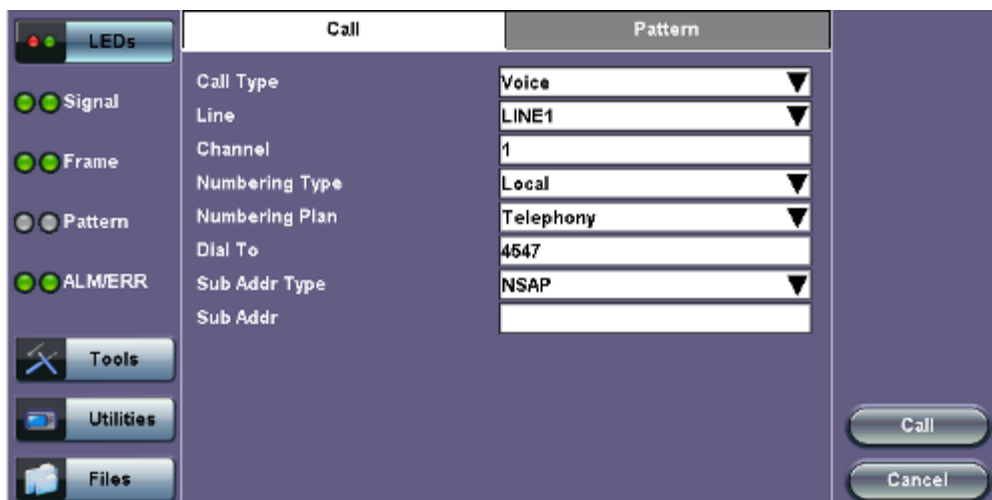 LEDs
Signal
Frame
Pattern
ALM/ERR
Tools
Utilities
Files
Call Pattern
Call Type Voice
Line LINE1
Channel 1
Numbering Type Local
Numbering Plan Telephony
Dial To 4547
Sub Addr Type NSAP
Sub Addr
Call
Cancel